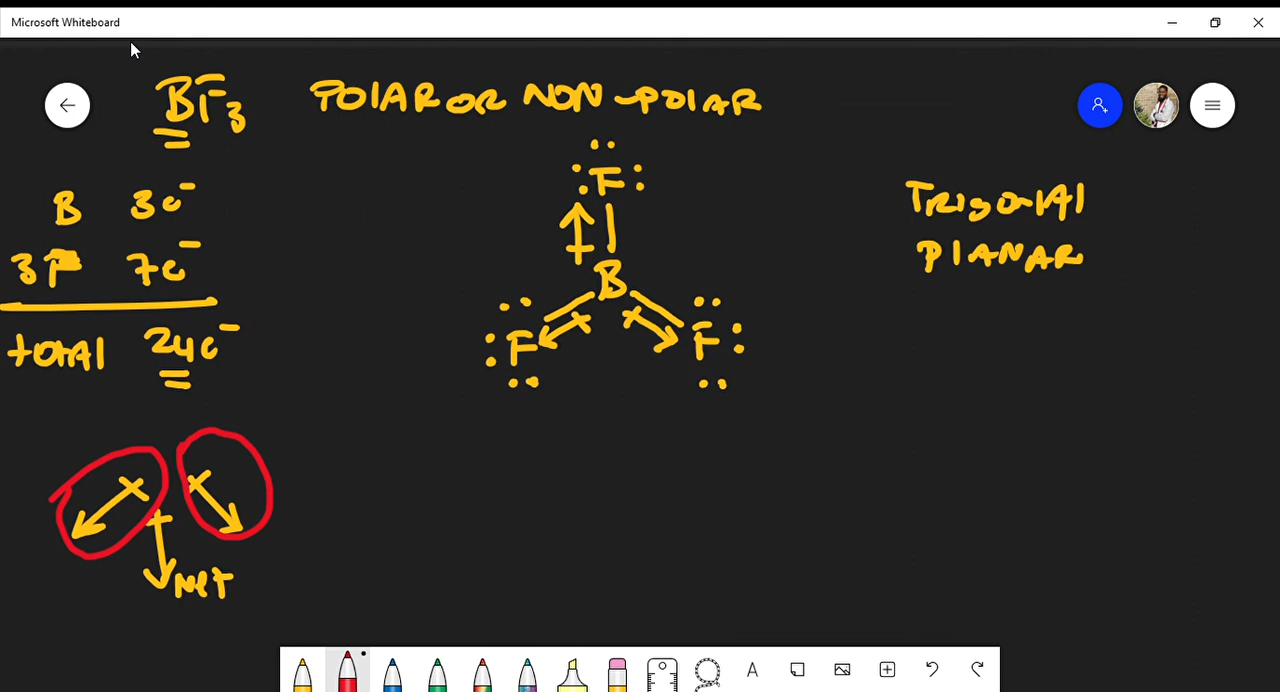 Microsoft Whiteboard
BF3 POLAR OR NON-POLAR
B 3e-
3F 7e-
TOTAL 24e-
:F:
B
:F F:
TRIGONAL
PLANAR
NET
A